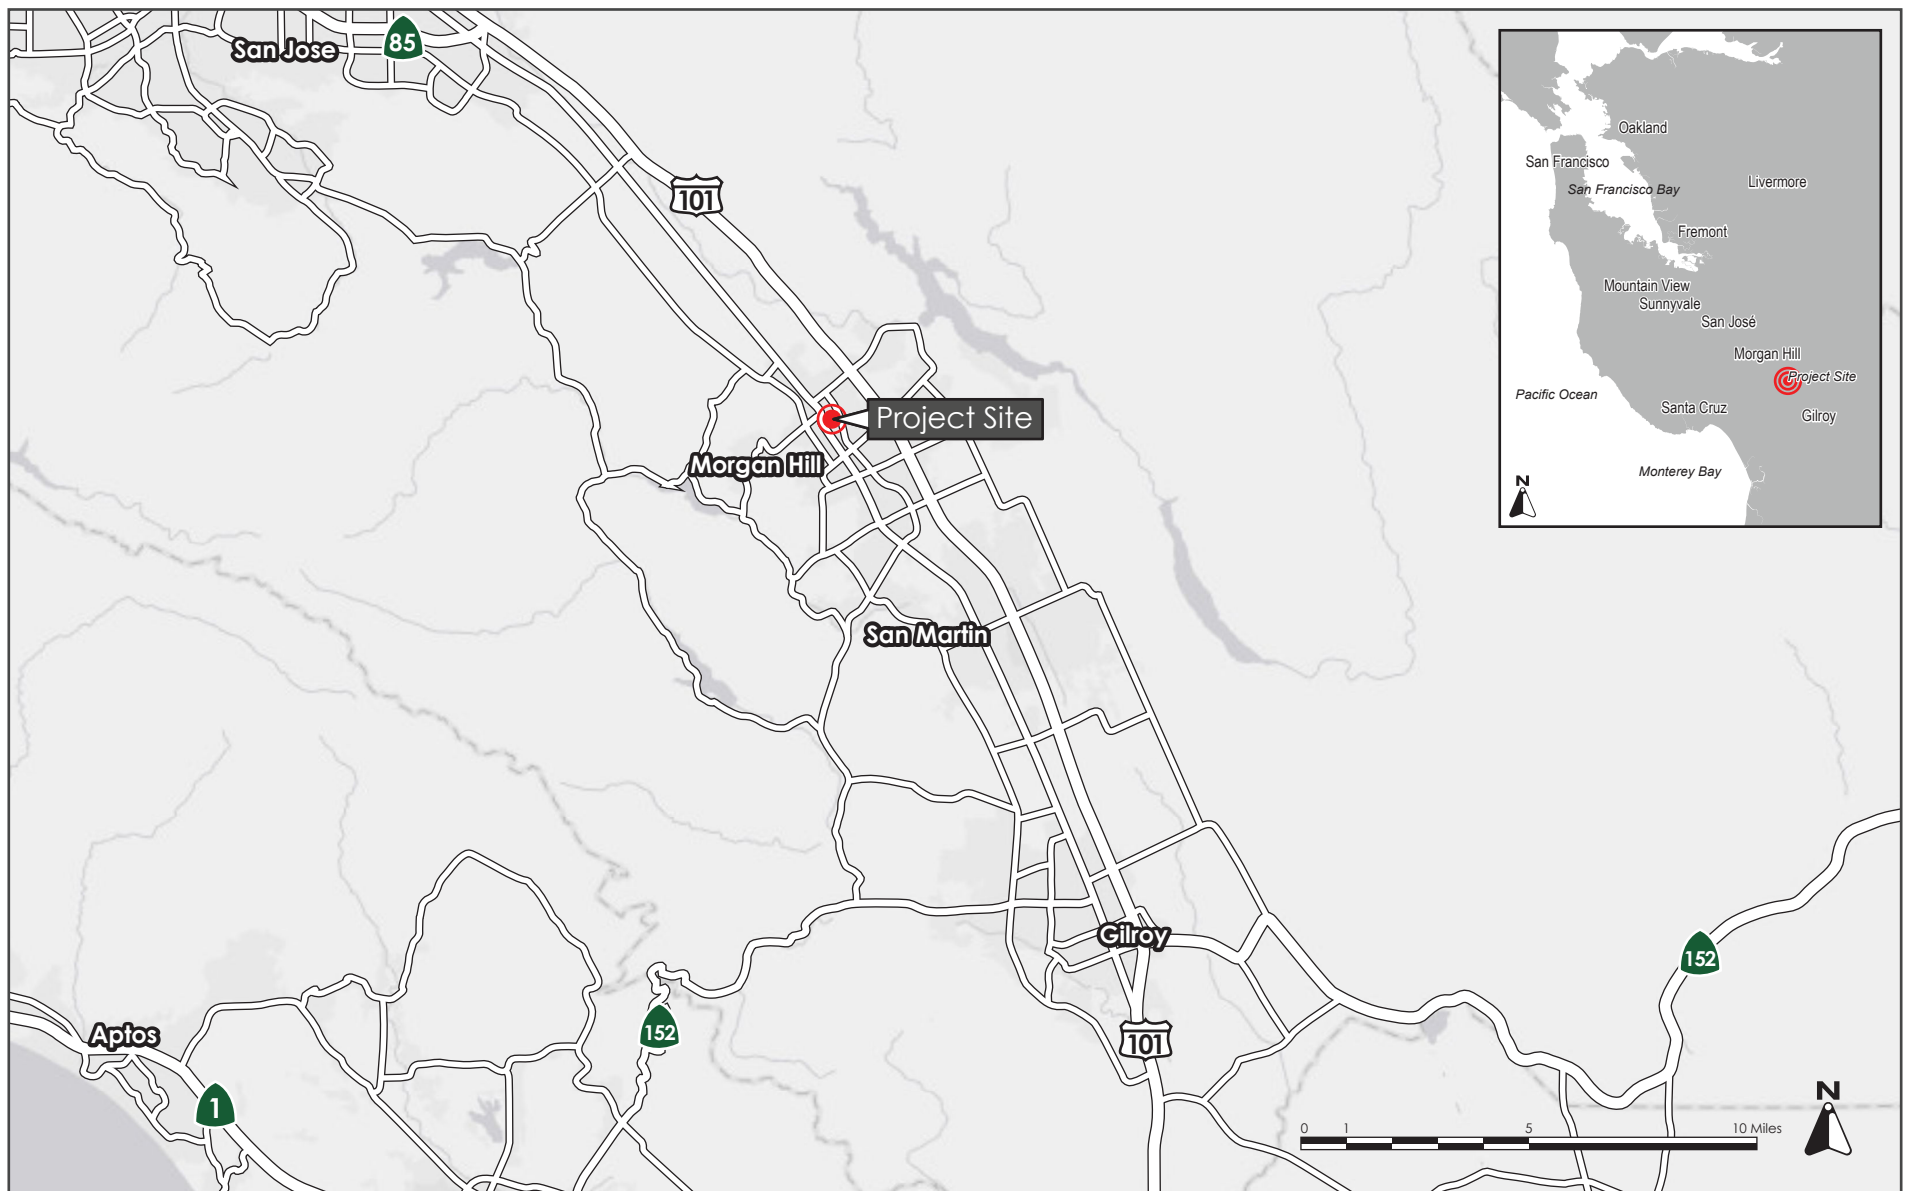 San Jose
85
101
Project Site
Morgan Hill
San Martin
Gilroy
152
152
101
Aptos
1
0 1 5 10 Miles
N
Oakland
San Francisco
San Francisco Bay
Livermore
Fremont
Mountain View
Sunnyvale
San José
Morgan Hill
Project Site
Pacific Ocean
Santa Cruz
Gilroy
Monterey Bay
N